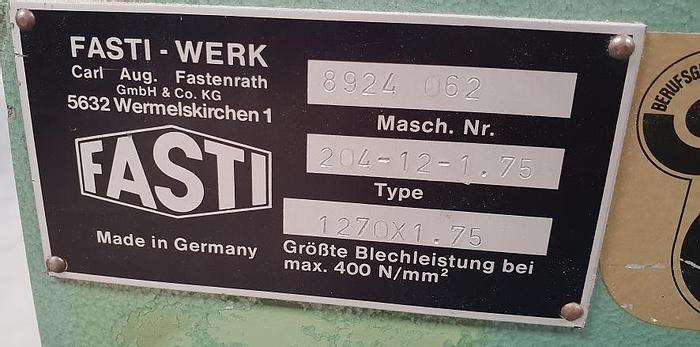 FASTI - WERK
Carl Aug. Fastenrath
GmbH & Co. KG
5632 Wermelskirchen 1
FASTI
Made in Germany
8924 062
Masch. Nr.
204-12-1.75
Type
1270X1.75
Größte Blechleistung bei
max. 400 N/mm²